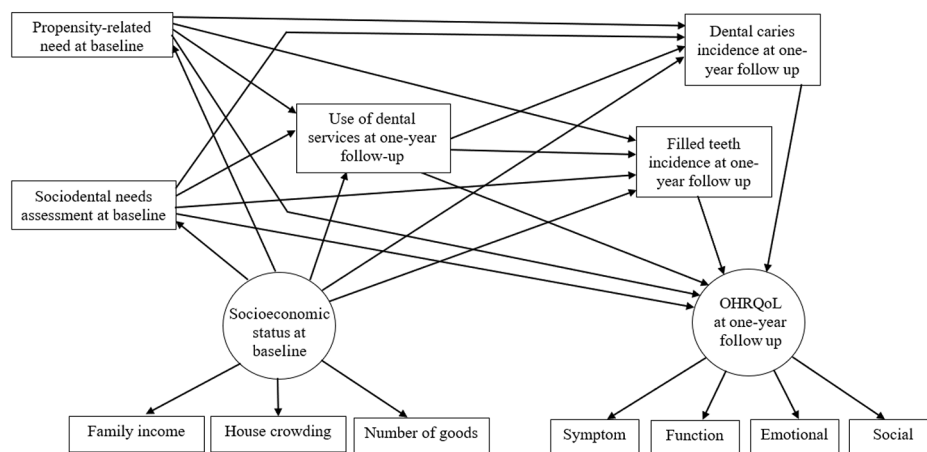 Propensity-related
need at baseline
Dental caries
incidence at one-
year follow up
Use of dental
services at one-year
follow-up
Filled teeth
incidence at one-
year follow up
Sociodental needs
assessment at baseline
Socioeconomic
status at
baseline
OHRQoL
at one-year
follow up
Family income
House crowding
Number of goods
Symptom
Function
Emotional
Social